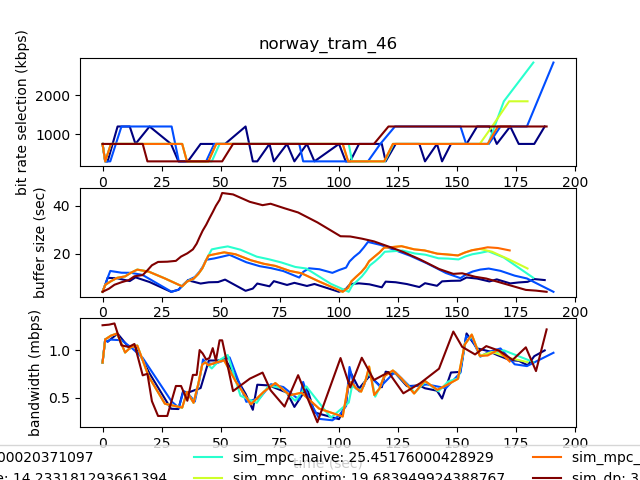 norway_tram_46
bit rate selection (kbps)
2000
1000
0 25 50 75 100 125 150 175 200
buffer size (sec)
40
20
0 25 50 75 100 125 150 175 200
bandwidth (mbps)
1.0
0.5
0 25 50 75 100 125 150 175 200
time (sec)
00020371097 sim_mpc_naive: 25.45176000428929 sim_mpc_
e: 14.233181293661394 sim_mpc_optim: 19.683949924388767 sim_dp: 3